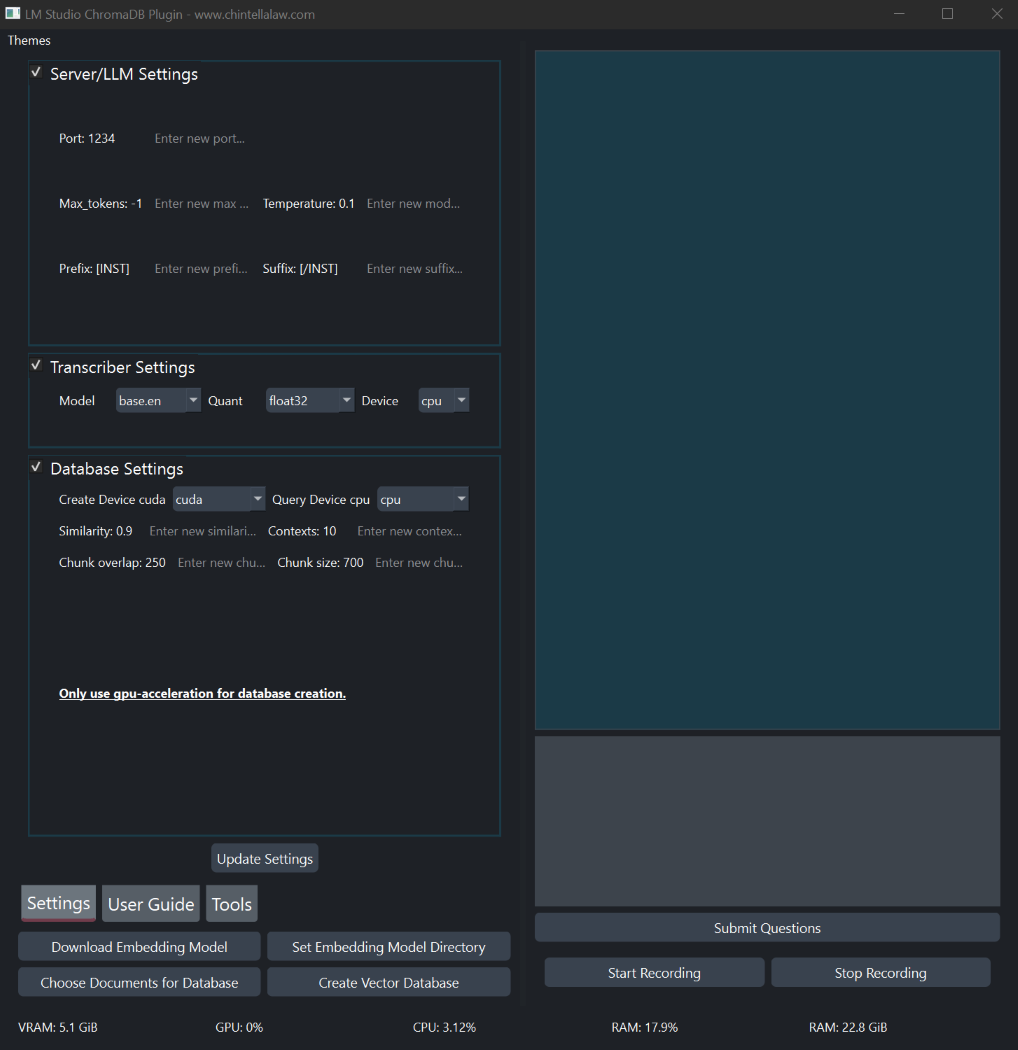 LM Studio ChromaDB Plugin - www.chintellalaw.com
Themes
Server/LLM Settings
Port: 1234 Enter new port...
Max_tokens: -1 Enter new max ... Temperature: 0.1 Enter new mod...
Prefix: [INST] Enter new prefi... Suffix: [/INST] Enter new suffix...
Transcriber Settings
Model base.en Quant float32 Device cpu
Database Settings
Create Device cuda cuda Query Device cpu cpu
Similarity: 0.9 Enter new similari... Contexts: 10 Enter new contex...
Chunk overlap: 250 Enter new chu... Chunk size: 700 Enter new chu...
Only use gpu-acceleration for database creation.
Update Settings
Settings User Guide Tools
Download Embedding Model Set Embedding Model Directory
Choose Documents for Database Create Vector Database
Submit Questions
Start Recording Stop Recording
VRAM: 5.1 GiB GPU: 0% CPU: 3.12% RAM: 17.9% RAM: 22.8 GiB